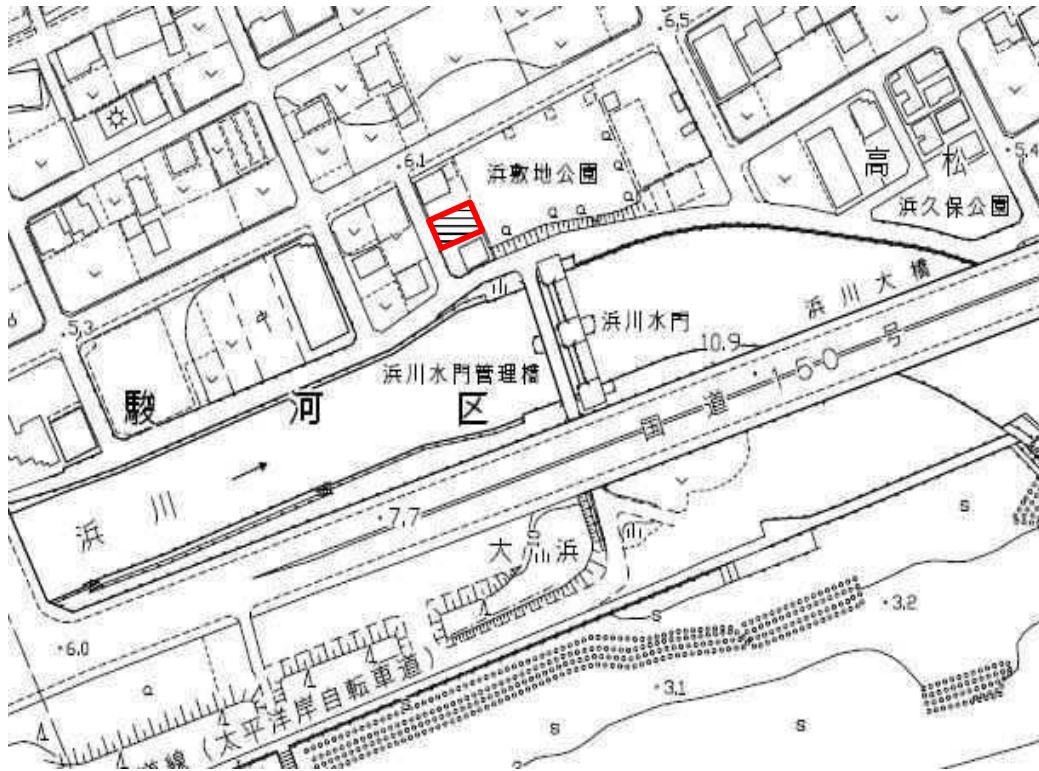 6.5
5.4
6.1
浜敷地公園
高松
浜久保公園
5.3
浜川大橋
浜川水門
10.9
浜川水門管理橋
国道150号
駿河区
浜川
7.7
大浜
10
s
6.0
s
3.2
3.1
s
s
s
道線(太平洋岸自転車道)